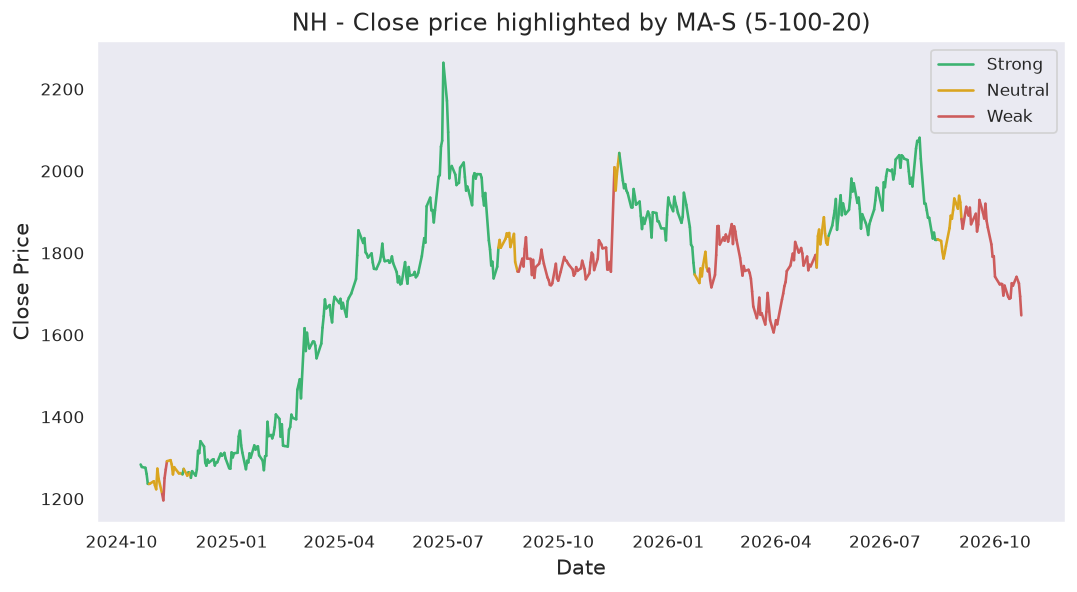 NH - Close price highlighted by MA-S (5-100-20)
Strong
Neutral
Weak
2200
2000
1800
1600
1400
1200
Close Price
2024-10 2025-01 2025-04 2025-07 2025-10 2026-01 2026-04 2026-07 2026-10
Date